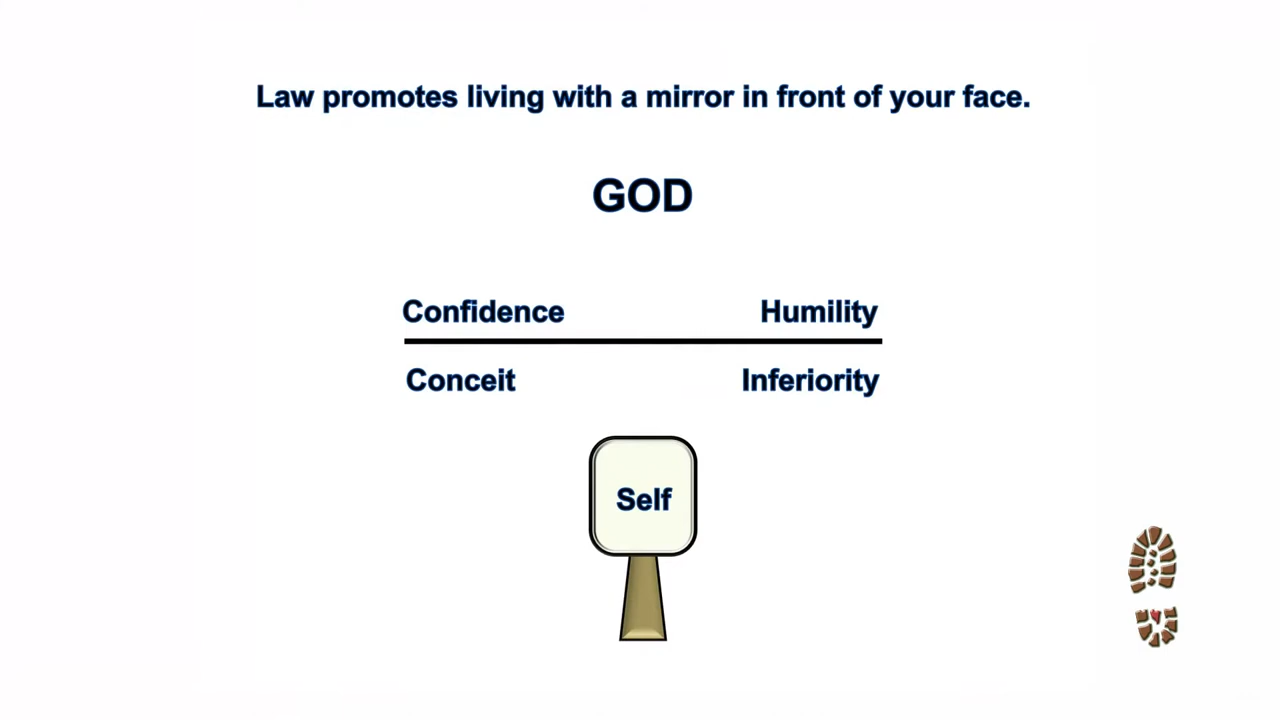 Law promotes living with a mirror in front of your face.
GOD
Confidence Humility
Conceit Inferiority
Self